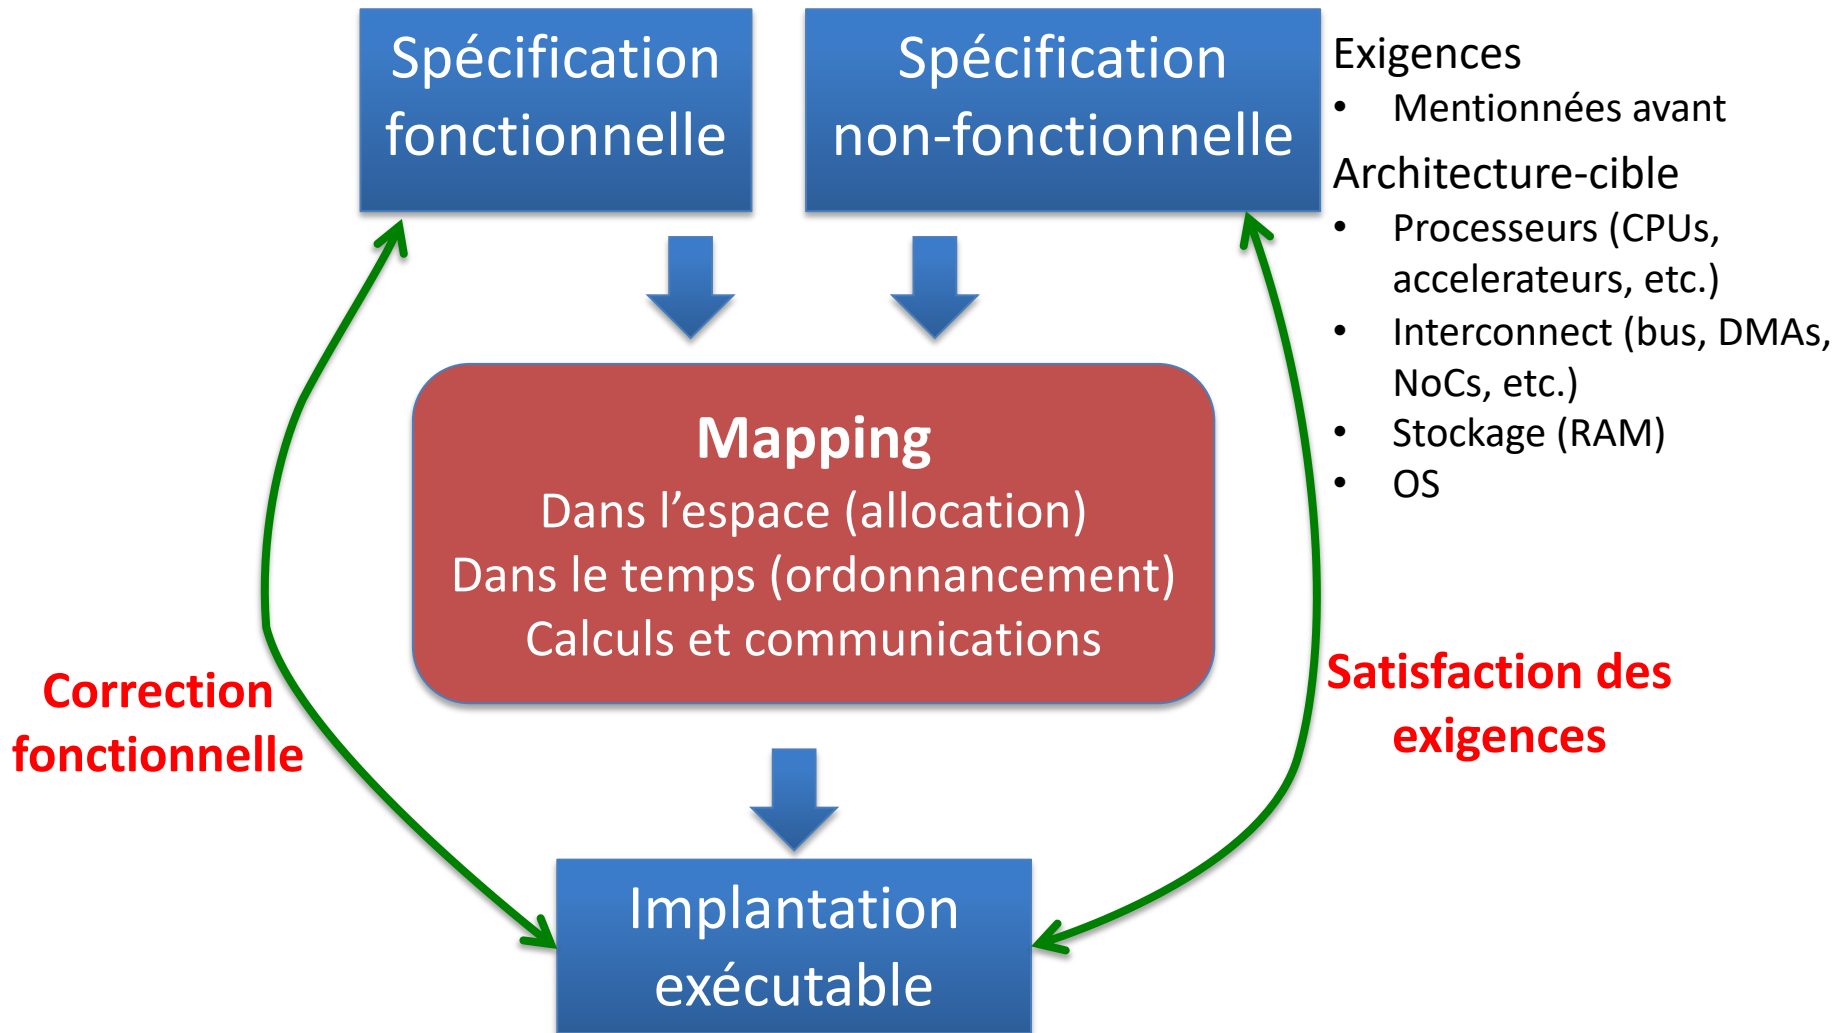 Spécification
fonctionnelle
Spécification
non-fonctionnelle
Exigences
• Mentionnées avant
Architecture-cible
• Processeurs (CPUs,
accelerateurs, etc.)
• Interconnect (bus, DMAs,
NoCs, etc.)
• Stockage (RAM)
• OS
Mapping
Dans l’espace (allocation)
Dans le temps (ordonnancement)
Calculs et communications
Correction
fonctionnelle
Satisfaction des
exigences
Implantation
exécutable